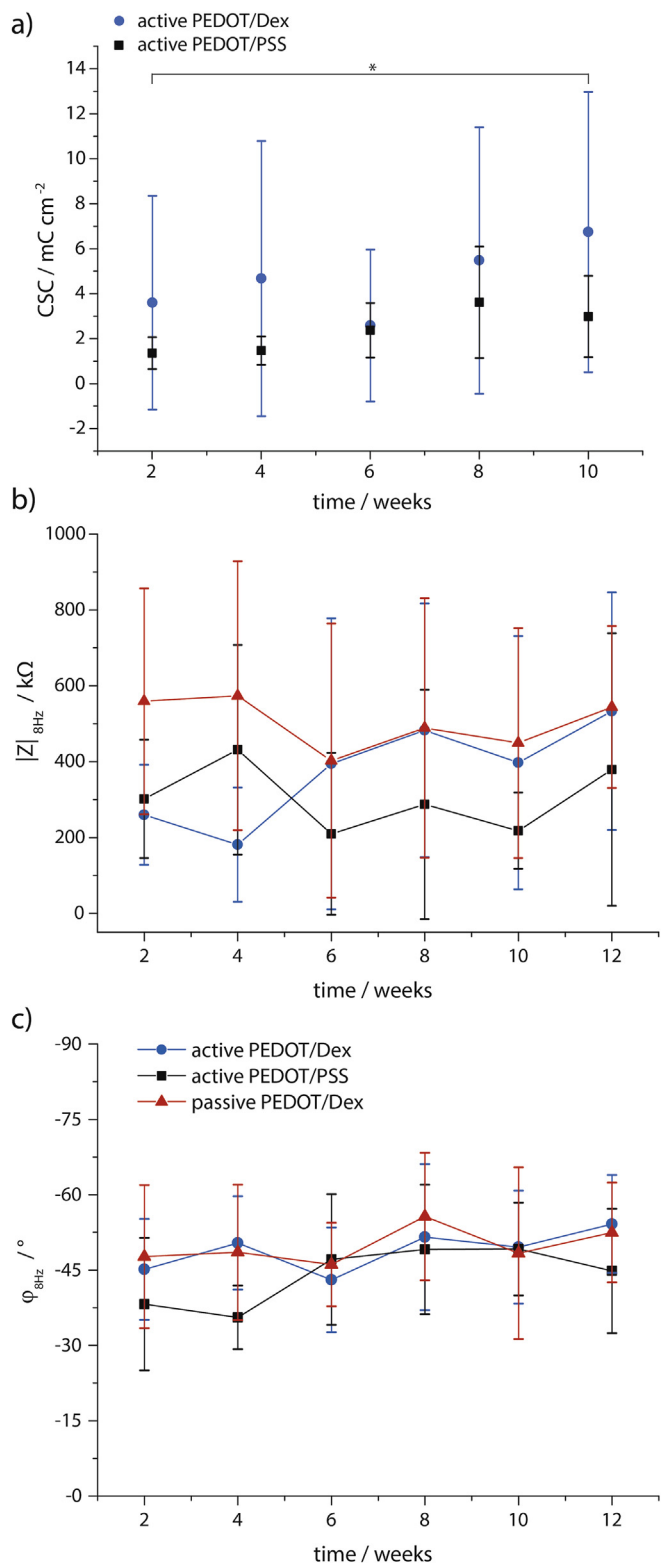 a)
active PEDOT/Dex
active PEDOT/PSS
*
14
12
10
8
6
4
2
0
-2
CSC / mC cm⁻²
2 4 6 8 10
time / weeks
b)
1000
800
600
400
200
0
|Z| 8Hz / kΩ
2 4 6 8 10 12
time / weeks
c)
active PEDOT/Dex
active PEDOT/PSS
passive PEDOT/Dex
-90
-75
-60
-45
-30
-15
-0
φ8Hz / °
2 4 6 8 10 12
time / weeks